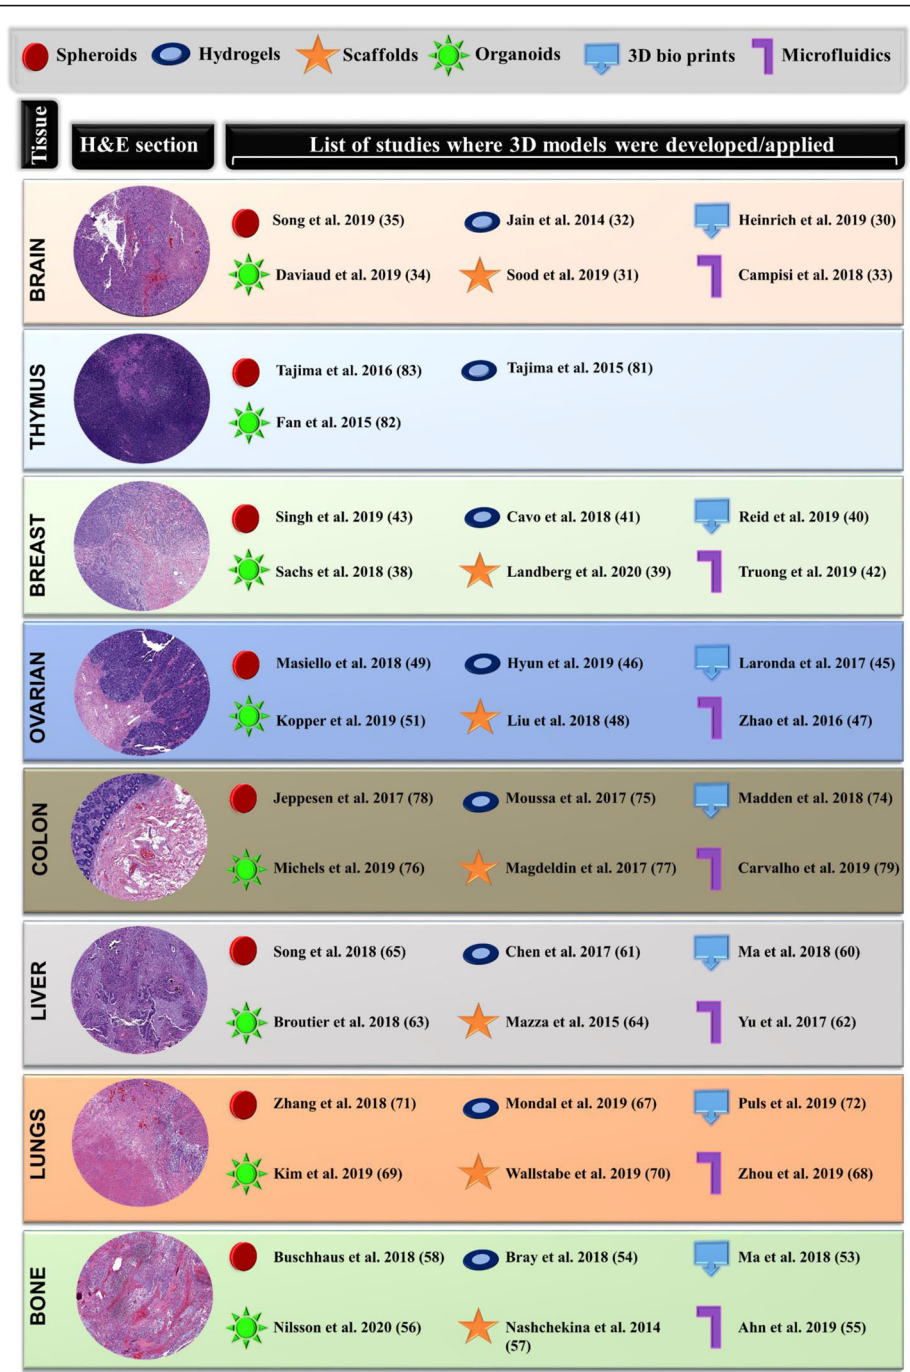 Spheroids Hydrogels Scaffolds Organoids 3D bio prints Microfluidics
Tissue H&E section List of studies where 3D models were developed/applied
BRAIN
Song et al. 2019 (35) Jain et al. 2014 (32) Heinrich et al. 2019 (30)
Daviaud et al. 2019 (34) Sood et al. 2019 (31) Campisi et al. 2018 (33)
THYMUS
Tajima et al. 2016 (83) Tajima et al. 2015 (81)
Fan et al. 2015 (82)
BREAST
Singh et al. 2019 (43) Cavo et al. 2018 (41) Reid et al. 2019 (40)
Sachs et al. 2018 (38) Landberg et al. 2020 (39) Truong et al. 2019 (42)
OVARIAN
Masiello et al. 2018 (49) Hyun et al. 2019 (46) Laronda et al. 2017 (45)
Kopper et al. 2019 (51) Liu et al. 2018 (48) Zhao et al. 2016 (47)
COLON
Jeppesen et al. 2017 (78) Moussa et al. 2017 (75) Madden et al. 2018 (74)
Michels et al. 2019 (76) Magdeldin et al. 2017 (77) Carvalho et al. 2019 (79)
LIVER
Song et al. 2018 (65) Chen et al. 2017 (61) Ma et al. 2018 (60)
Broutier et al. 2018 (63) Mazza et al. 2015 (64) Yu et al. 2017 (62)
LUNGS
Zhang et al. 2018 (71) Mondal et al. 2019 (67) Puls et al. 2019 (72)
Kim et al. 2019 (69) Wallstabe et al. 2019 (70) Zhou et al. 2019 (68)
BONE
Buschhaus et al. 2018 (58) Bray et al. 2018 (54) Ma et al. 2018 (53)
Nilsson et al. 2020 (56) Nashchekina et al. 2014 Ahn et al. 2019 (55)
(57)